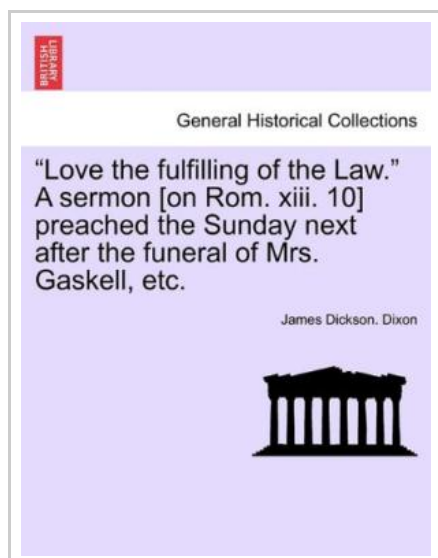 BRITISH
LIBRARY
General Historical Collections
“Love the fulfilling of the Law.”
A sermon [on Rom. xiii. 10]
preached the Sunday next
after the funeral of Mrs.
Gaskell, etc.
James Dickson. Dixon